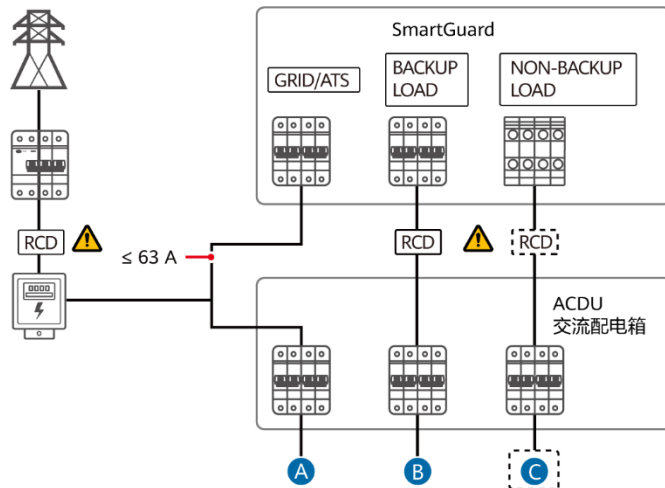 SmartGuard
GRID/ATS
BACKUP
LOAD
NON-BACKUP
LOAD
RCD
≤ 63 A
RCD
RCD
ACDU
交流配电箱
A
B
C